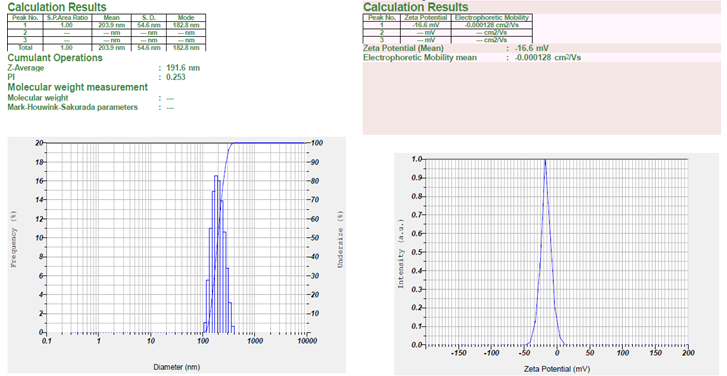 Calculation Results
Peak No. S.P.Area Ratio Mean S. D. Mode
1 1.00 203.9 nm 54.6 nm 182.8 nm
2 --- --- nm --- nm --- nm
3 --- --- nm --- nm --- nm
Total 1.00 203.9 nm 54.6 nm 182.8 nm
Cumulant Operations
Z-Average : 191.6 nm
PI : 0.253
Molecular weight measurement
Molecular weight : ---
Mark-Houwink-Sakurada parameters : ---
20 100
18 90
16 80
14 70
12 60
10 50
8 40
6 30
4 20
2 10
0
Frequency (%)
Undersize (%)
0.1 1 10 100 1000 10000
Diameter (nm)
Calculation Results
Peak No. Zeta Potential Electrophoretic Mobility
1 -16.6 mV -0.000128 cm2/Vs
2 --- mV --- cm2/Vs
3 --- mV --- cm2/Vs
Zeta Potential (Mean) : -16.6 mV
Electrophoretic Mobility mean : -0.000128 cm²/Vs
1.0
0.9
0.8
0.7
0.6
0.5
0.4
0.3
0.2
0.1
0.0
Intensity (a.u.)
-150 -100 -50 0 50 100 150 200
Zeta Potential (mV)